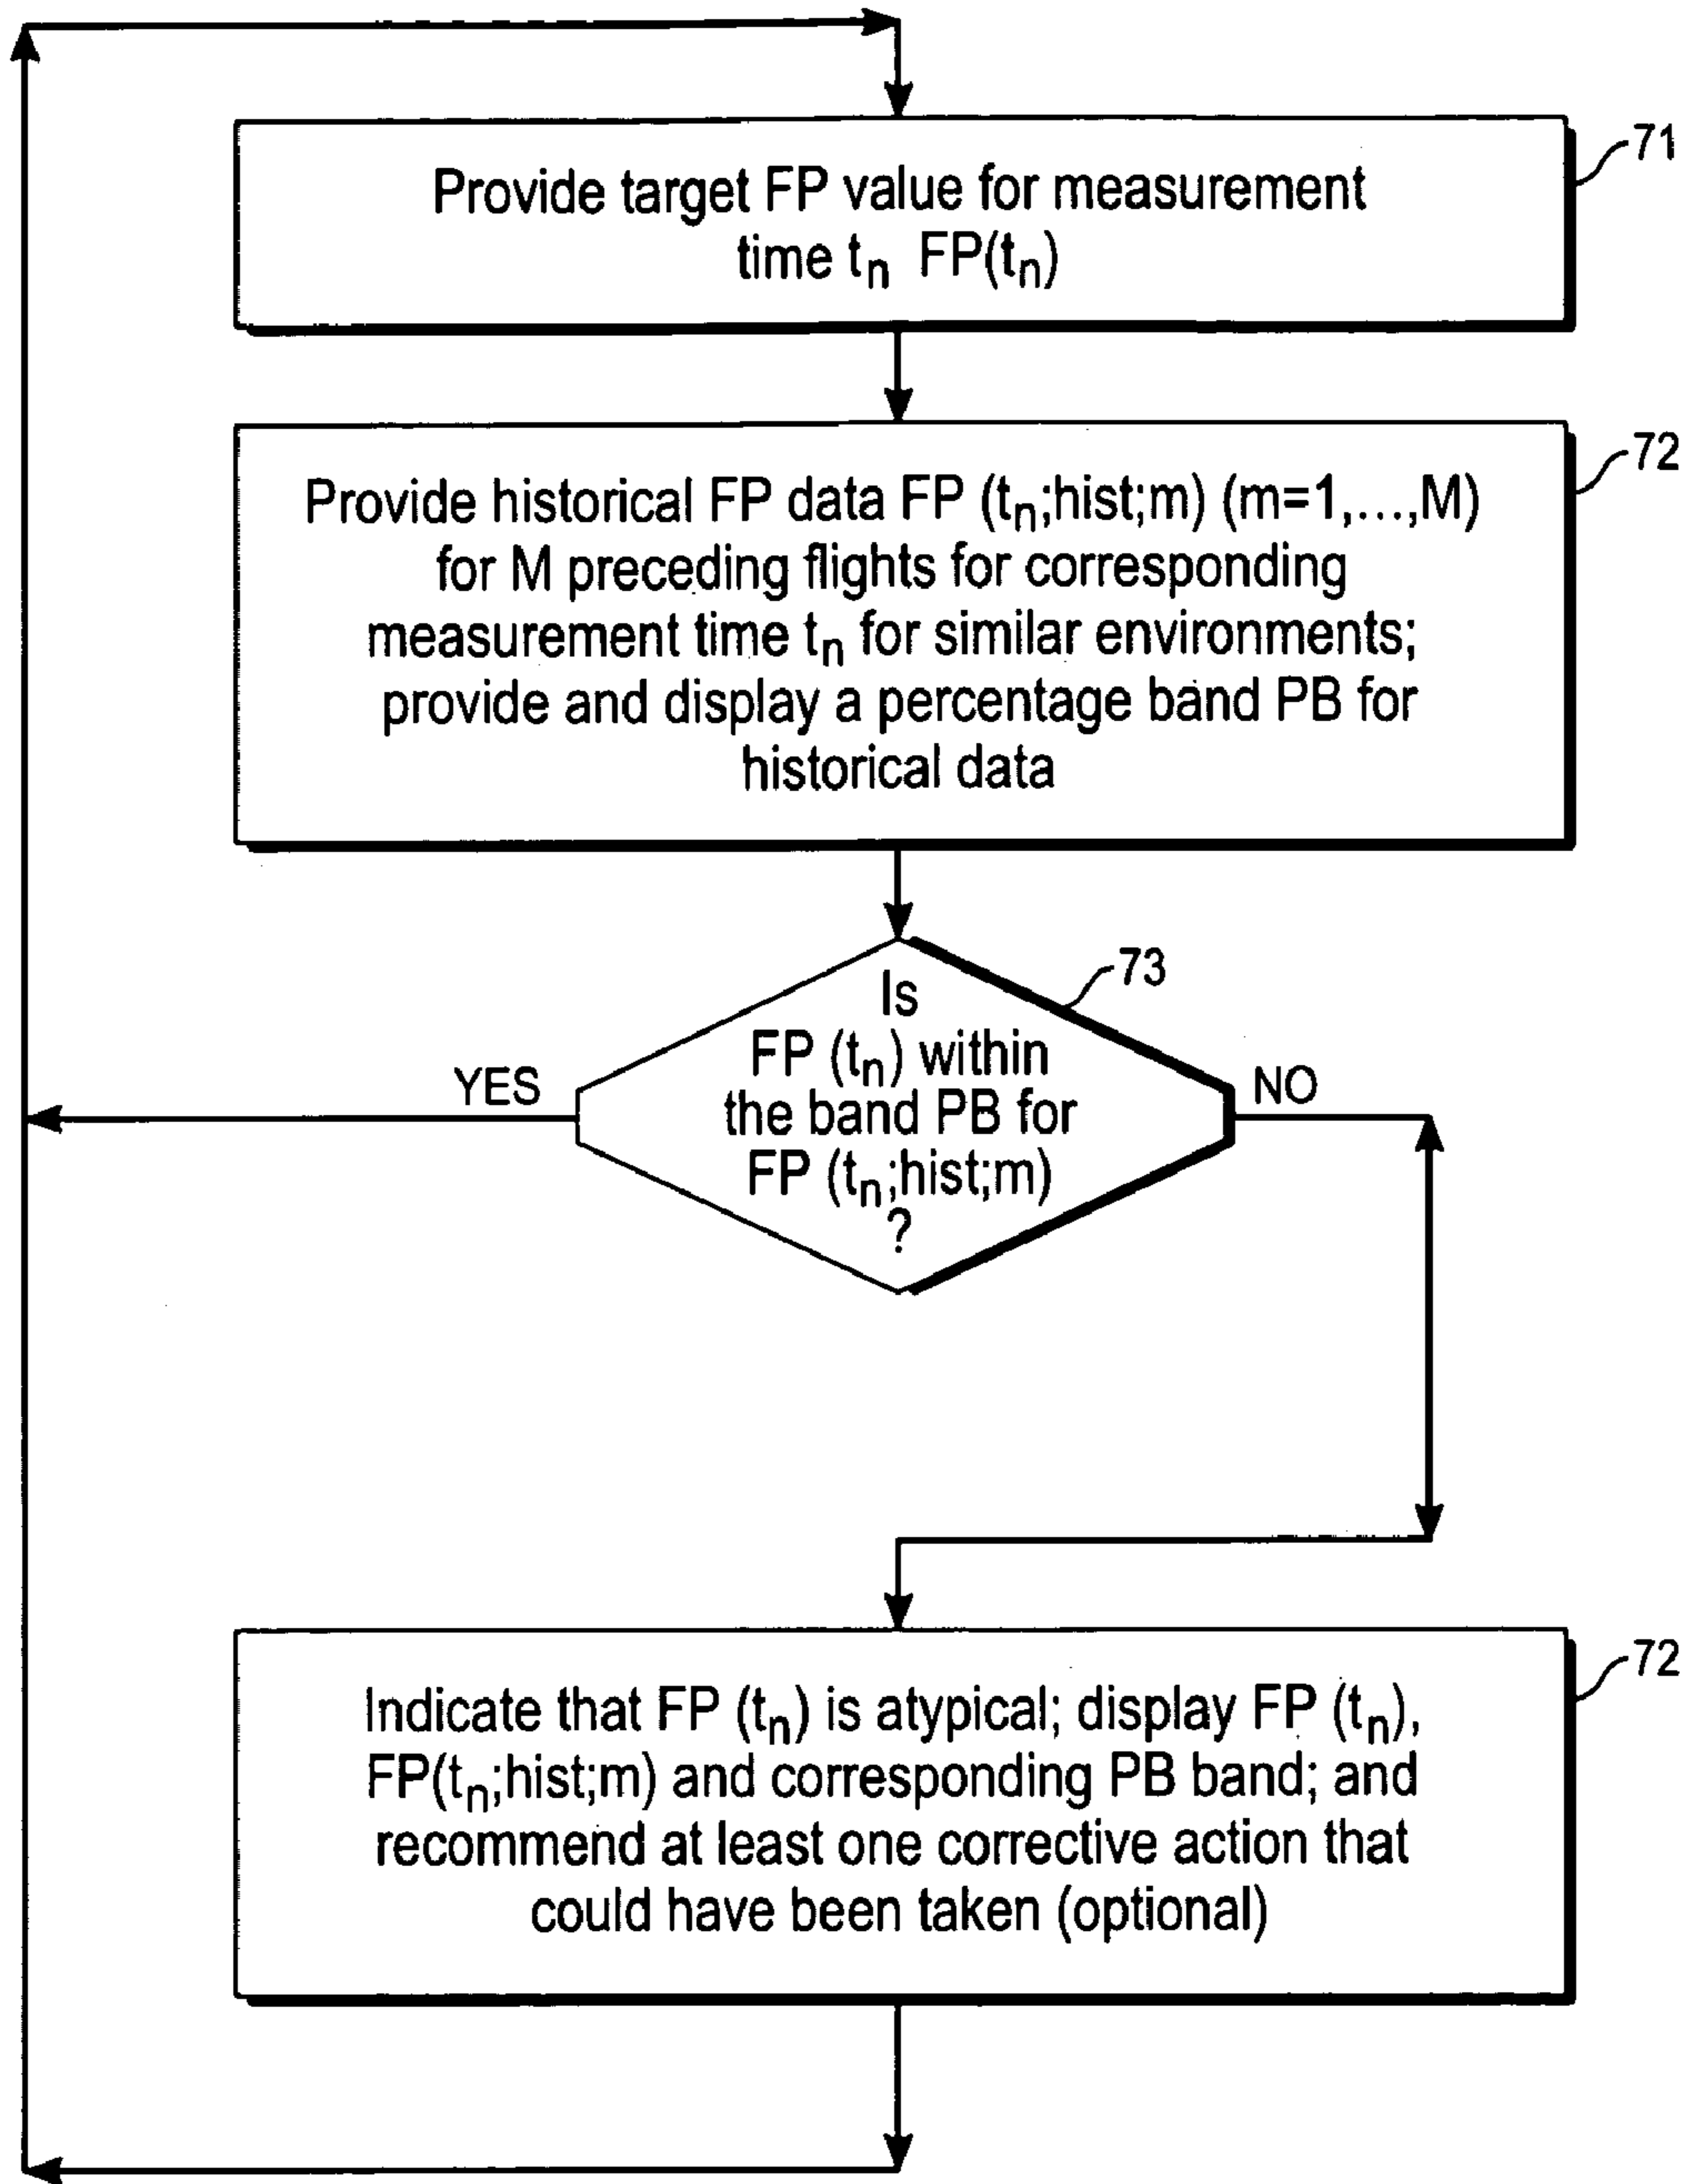 Provide target FP value for measurement
time tn FP(tn)
71
Provide historical FP data FP (tn;hist;m) (m=1,...,M)
for M preceding flights for corresponding
measurement time tn for similar environments;
provide and display a percentage band PB for
historical data
72
Is
FP (tn) within
the band PB for
FP (tn;hist;m)
?
73
YES
NO
Indicate that FP (tn) is atypical; display FP (tn),
FP(tn;hist;m) and corresponding PB band; and
recommend at least one corrective action that
could have been taken (optional)
72